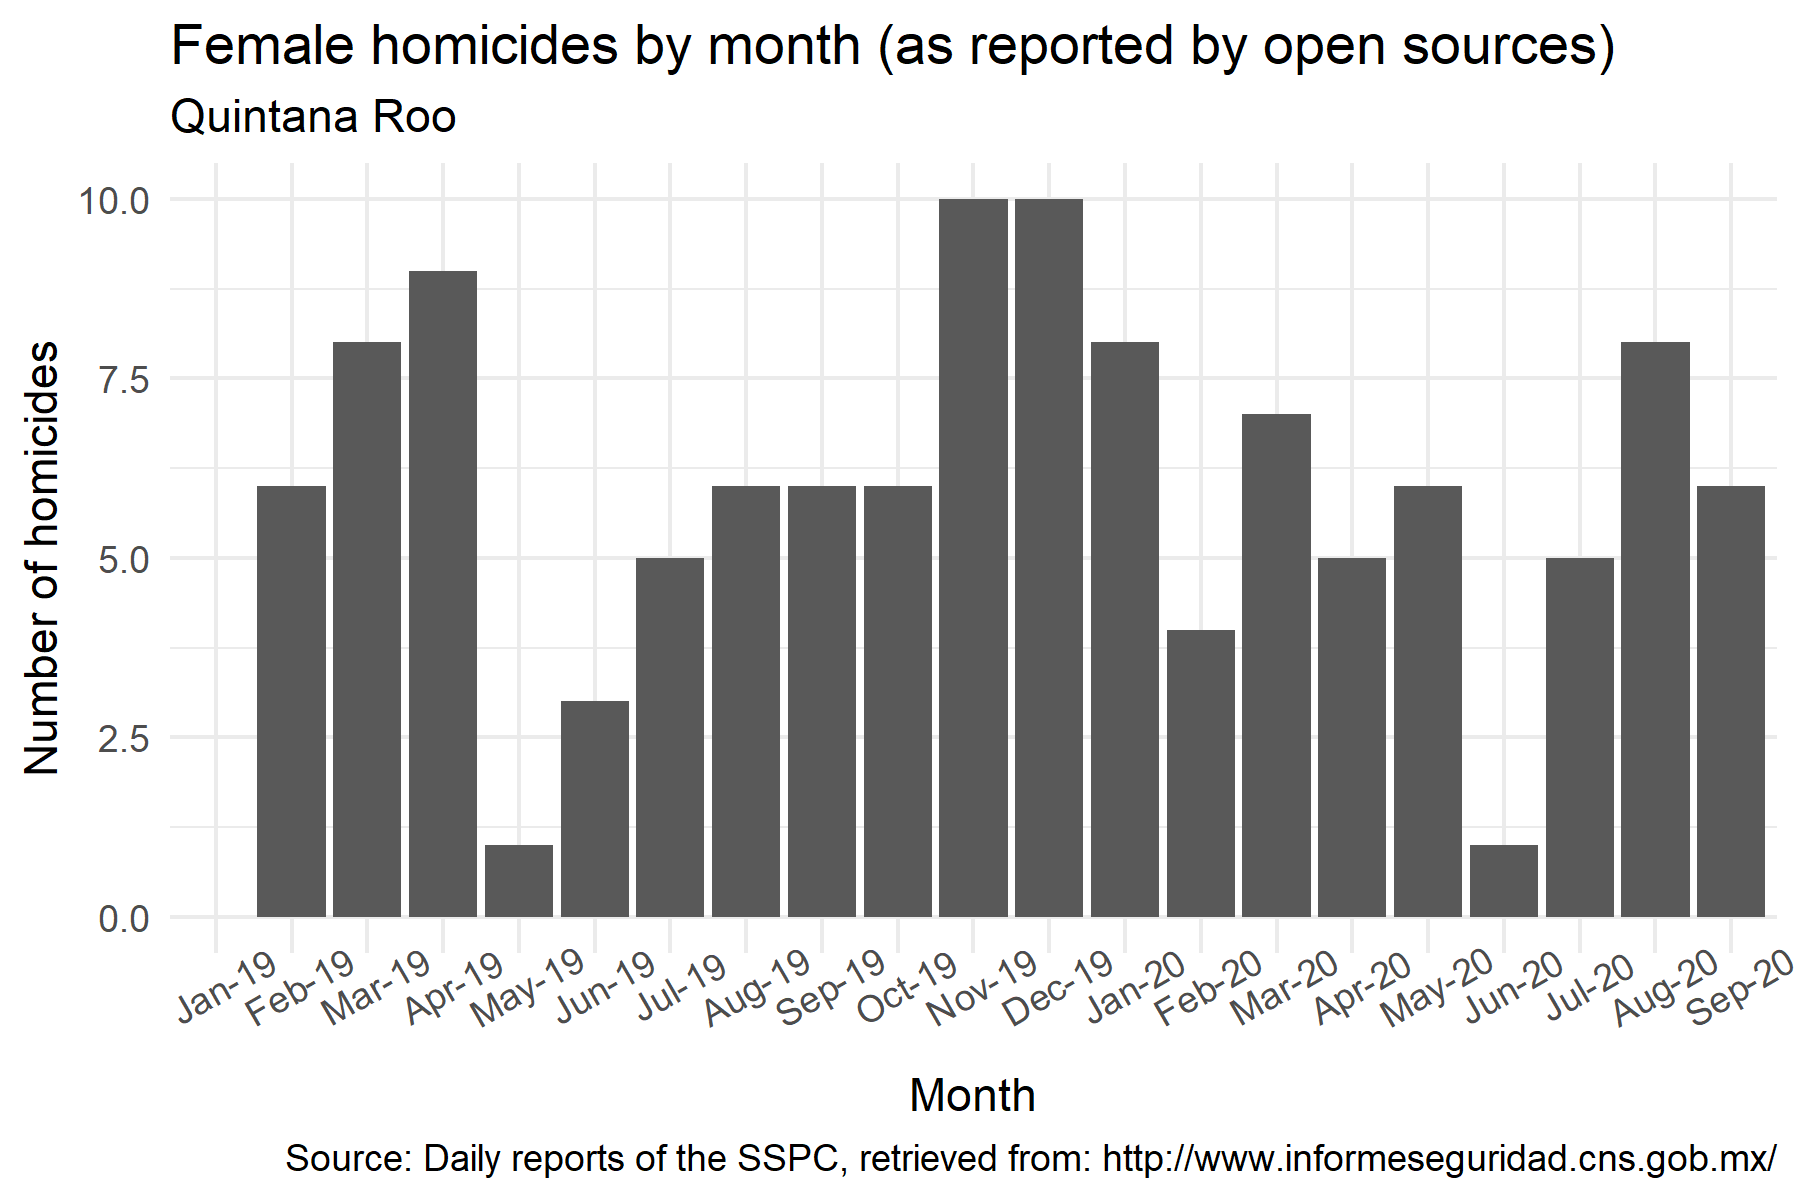 Female homicides by month (as reported by open sources)
Quintana Roo
Number of homicides
10.0
7.5
5.0
2.5
0.0
Jan-19
Feb-19
Mar-19
Apr-19
May-19
Jun-19
Jul-19
Aug-19
Sep-19
Oct-19
Nov-19
Dec-19
Jan-20
Feb-20
Mar-20
Apr-20
May-20
Jun-20
Jul-20
Aug-20
Sep-20
Month
Source: Daily reports of the SSPC, retrieved from: http://www.informeseguridad.cns.gob.mx/